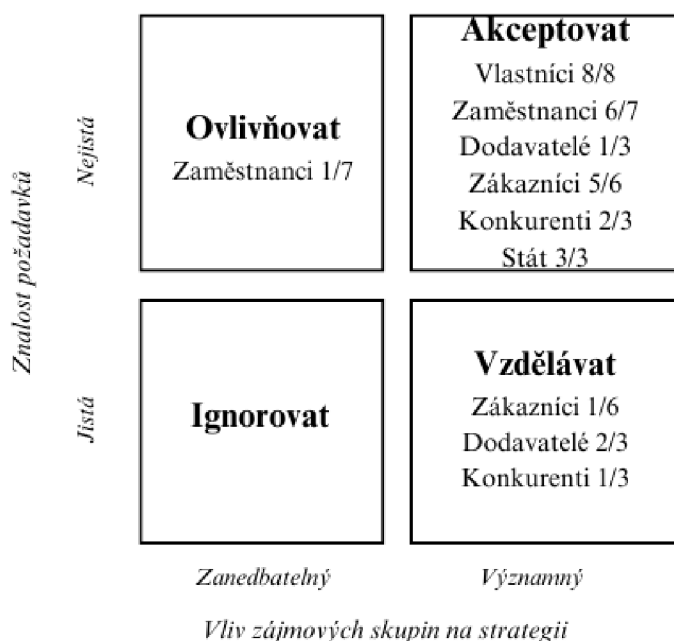 Znalost požadavků
Nejistá
Ovlivňovat
Zaměstnanci 1/7
Akceptovat
Vlastníci 8/8
Zaměstnanci 6/7
Dodavatelé 1/3
Zákazníci 5/6
Konkurenti 2/3
Stát 3/3
Jistá
Ignorovat
Vzdělávat
Zákazníci 1/6
Dodavatelé 2/3
Konkurenti 1/3
Zanedbatelný
Významný
Vliv zájmových skupin na strategii